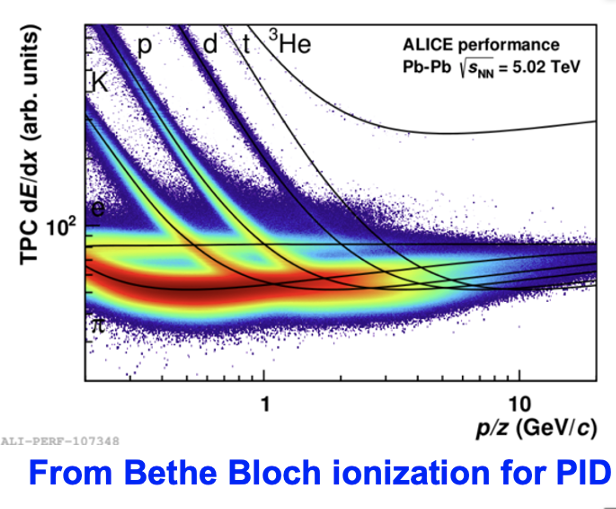 p d t ³He
ALICE performance
Pb-Pb √sNN = 5.02 TeV
K
e
π
TPC dE/dx (arb. units)
10²
1 10
p/z (GeV/c)
ALI-PERF-107348
From Bethe Bloch ionization for PID